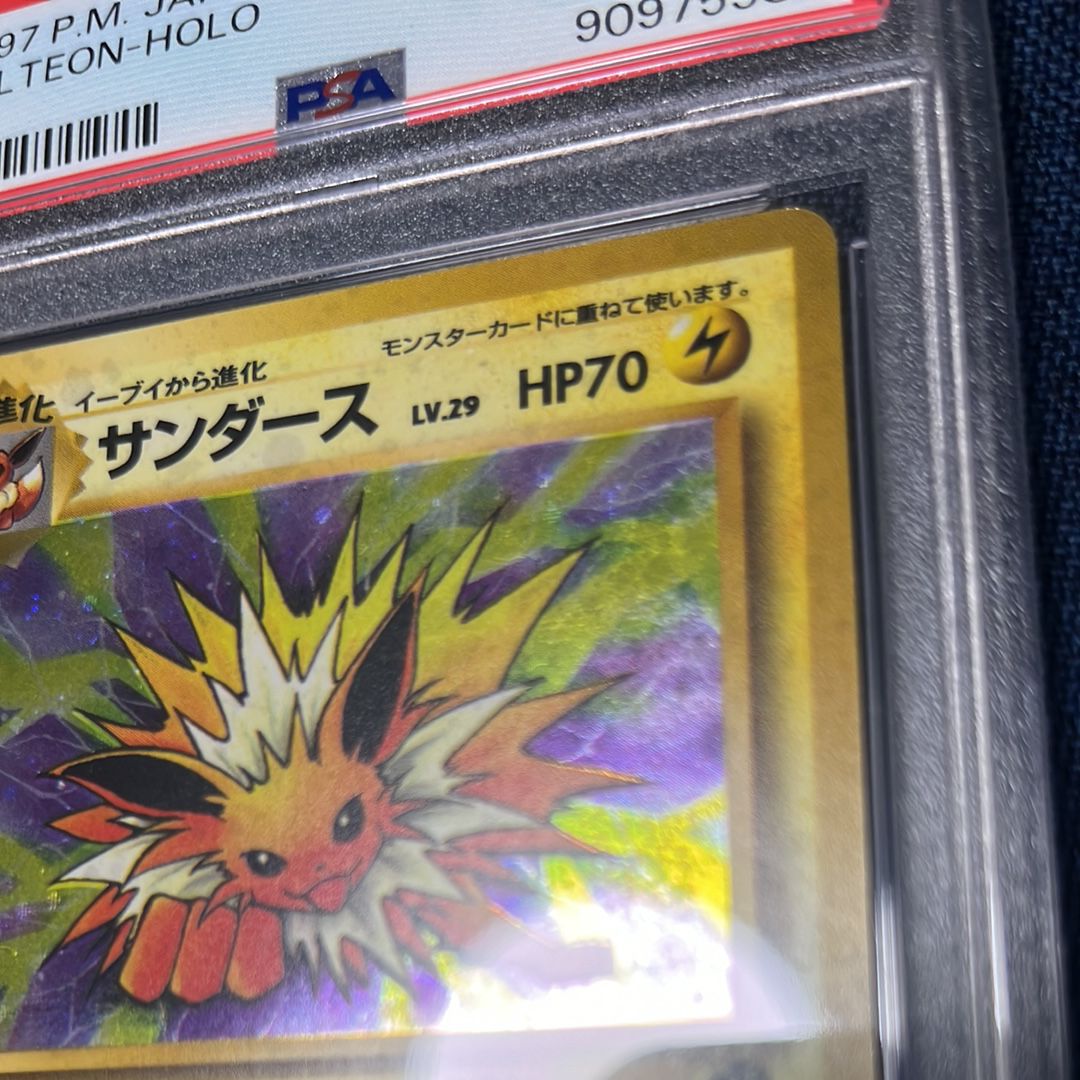 97 P.M. JA
LTEON-HOLO
909755
PSA
モンスターカードに重ねて使います。
進化 イーブイから進化
サンダース LV.29 HP70